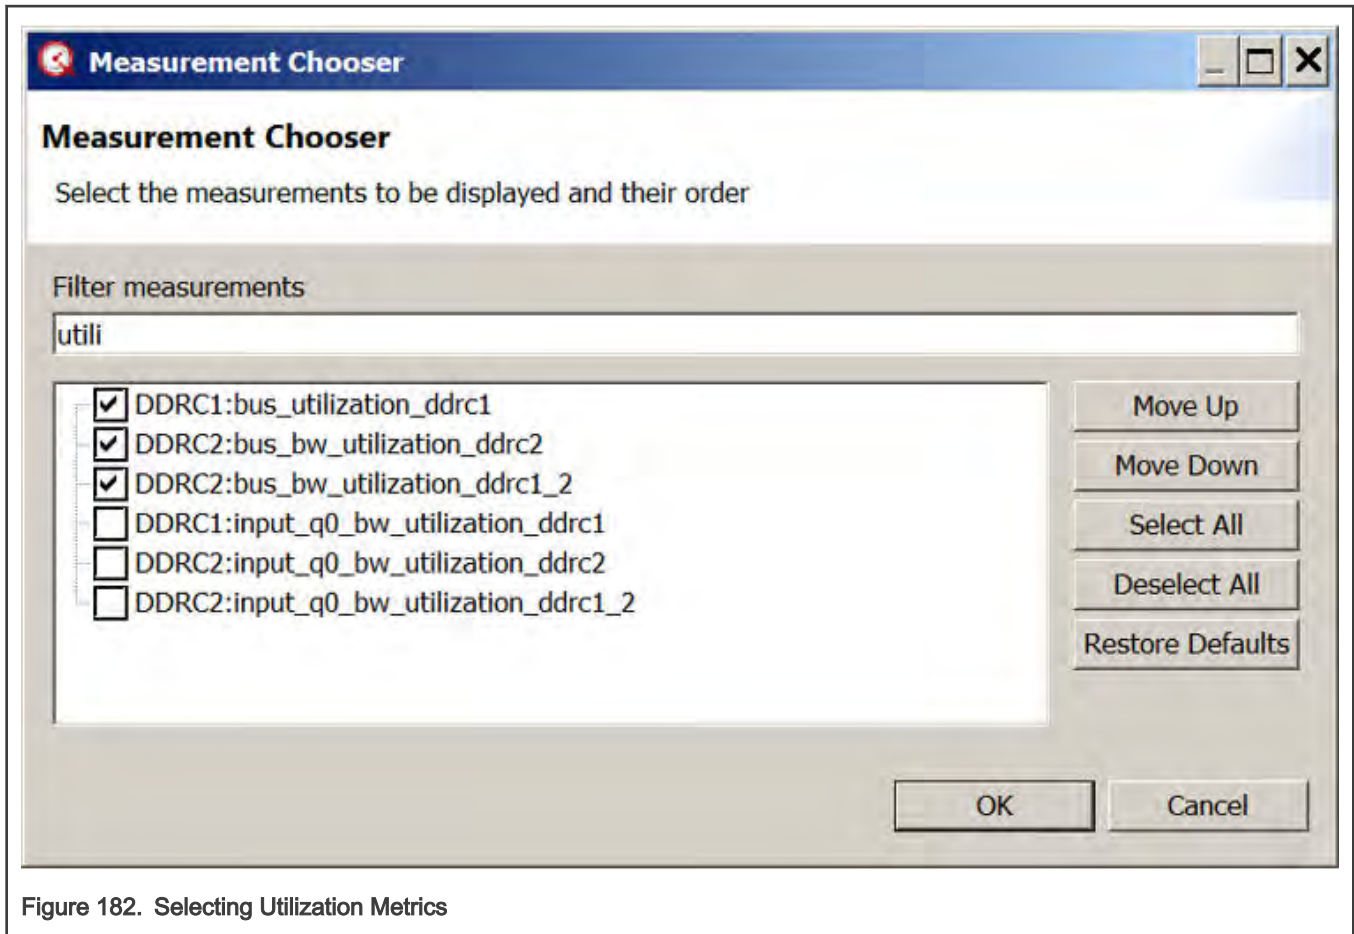 Measurement Chooser
Measurement Chooser
Select the measurements to be displayed and their order
Filter measurements
utili
DDRC1:bus_utilization_ddrc1
DDRC2:bus_bw_utilization_ddrc2
DDRC2:bus_bw_utilization_ddrc1_2
DDRC1:input_q0_bw_utilization_ddrc1
DDRC2:input_q0_bw_utilization_ddrc2
DDRC2:input_q0_bw_utilization_ddrc1_2
Move Up
Move Down
Select All
Deselect All
Restore Defaults
OK
Cancel
Figure 182. Selecting Utilization Metrics